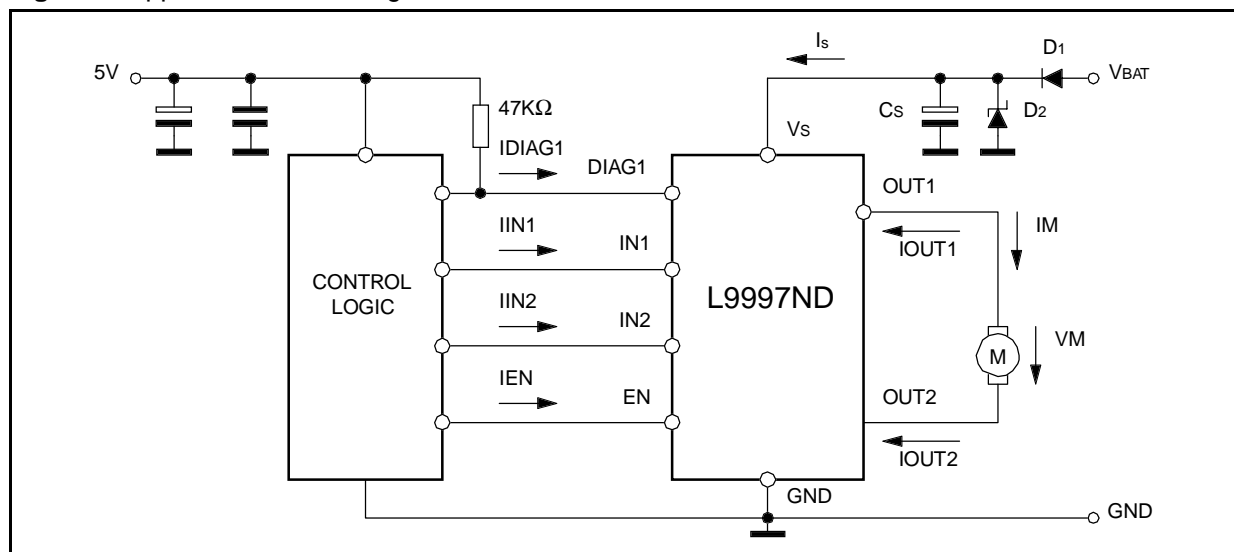 5V
Is
D1
VBAT
47KΩ
CS
D2
IDIAG1
VS
DIAG1
OUT1
IIN1
IN1
IOUT1
IM
CONTROL
LOGIC
L9997ND
IIN2
IN2
M
VM
IEN
EN
OUT2
IOUT2
GND
GND